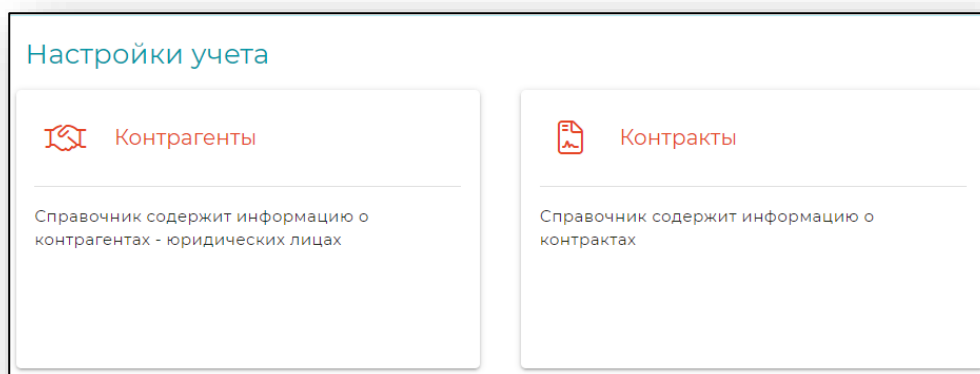 Настройки учета
Контрагенты
Справочник содержит информацию о
контрагентах - юридических лицах
Контракты
Справочник содержит информацию о
контрактах